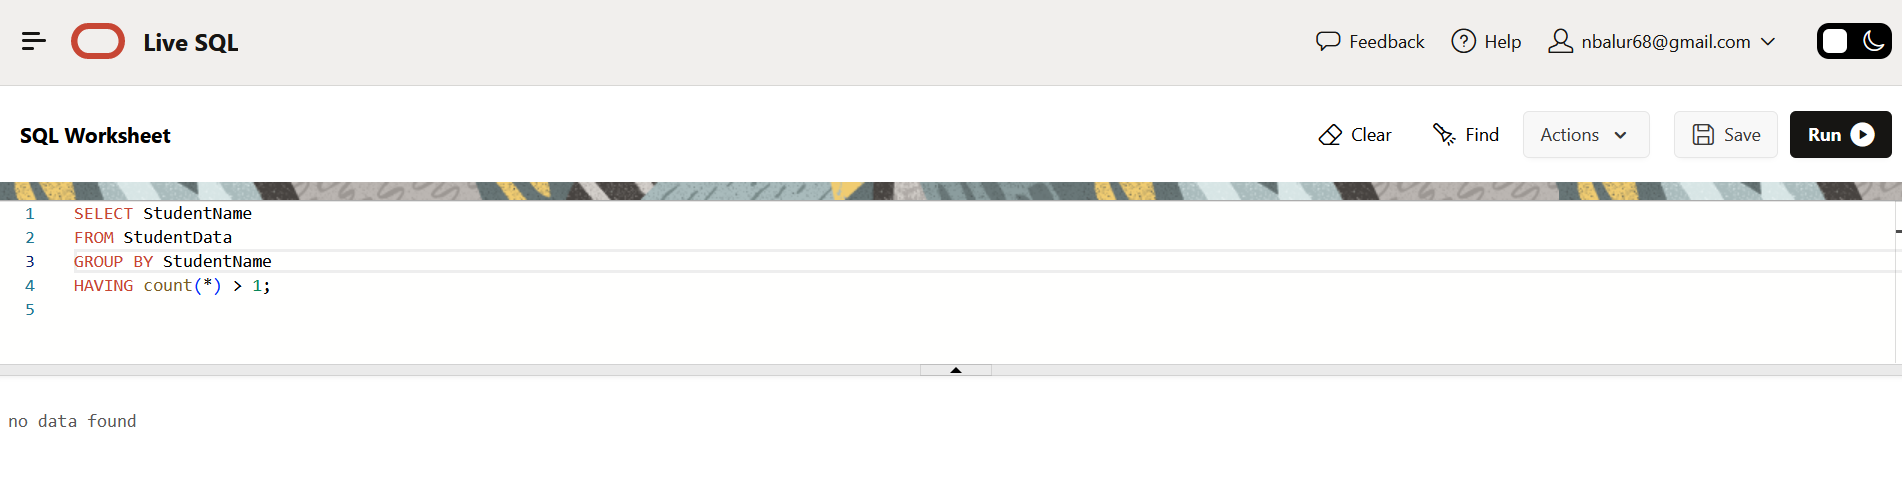 Live SQL
Feedback
Help
nbalur68@gmail.com
SQL Worksheet
Clear
Find
Actions
Save
Run
1 SELECT StudentName
2 FROM StudentData
3 GROUP BY StudentName
4 HAVING count(*) > 1;
5
no data found